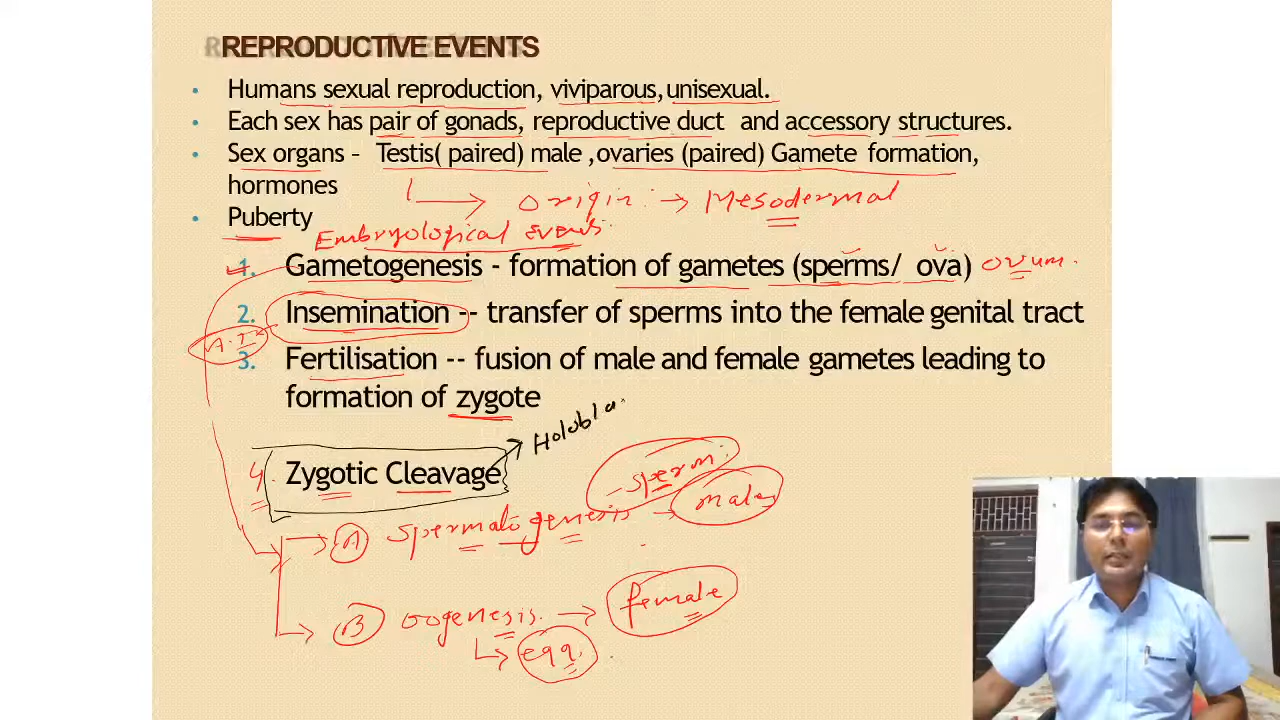 REPRODUCTIVE EVENTS
• Humans sexual reproduction, viviparous,unisexual.
• Each sex has pair of gonads, reproductive duct and accessory structures.
• Sex organs – Testis( paired) male ,ovaries (paired) Gamete formation,
hormones
origin → Mesodermal
• Puberty
Embryological events
1. Gametogenesis - formation of gametes (sperms/ ova) ovum.
2. Insemination -- transfer of sperms into the female genital tract
A.I
3. Fertilisation -- fusion of male and female gametes leading to
formation of zygote
Holobla
4. Zygotic Cleavage
sperm
A spermatogenesis → male
B oogenesis. → female
egg